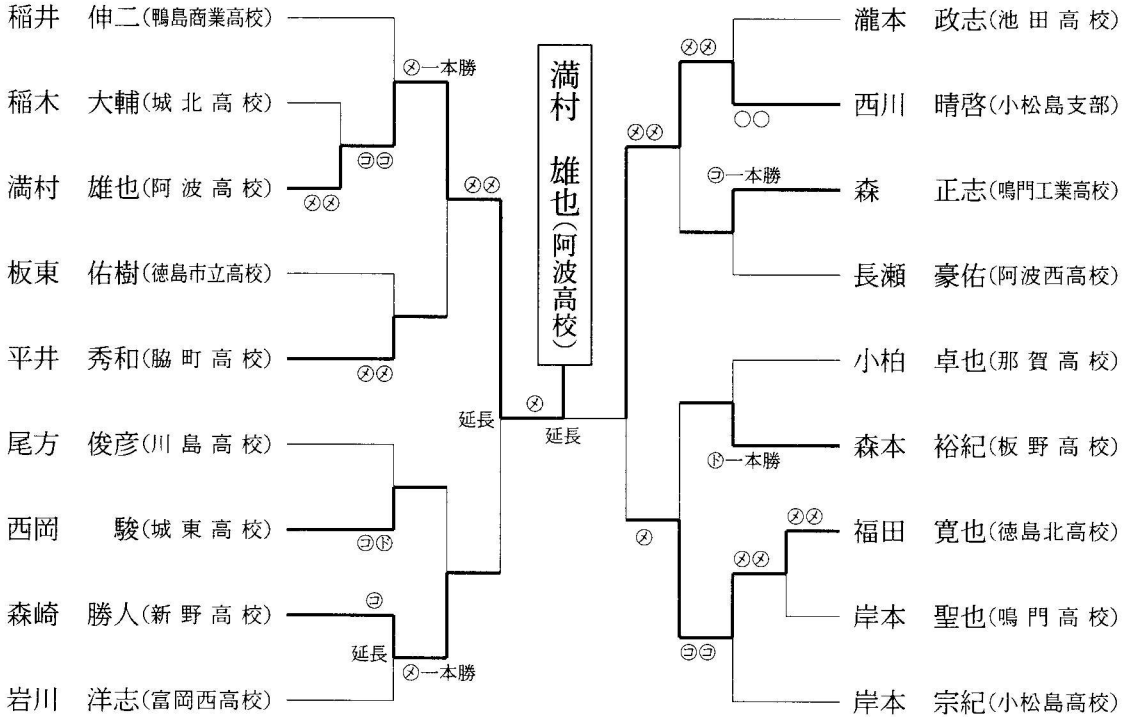 稲井 伸二(鴨島商業高校)
㋱一本勝
稲木 大輔(城北高校)
㋙㋙
満村 雄也(阿波高校)
㋱㋱
㋱㋱
板東 佑樹(徳島市立高校)
平井 秀和(脇町高校)
㋱㋱
延長
尾方 俊彦(川島高校)
西岡 駿(城東高校)
㋙㋣
森崎 勝人(新野高校)
㋙
延長
㋱一本勝
岩川 洋志(富岡西高校)
満村 雄也(阿波高校)
㋱
延長
瀧本 政志(池田高校)
㋱㋱
西川 晴啓(小松島支部)
○○
㋱㋱
㋙一本勝
森 正志(鳴門工業高校)
長瀬 豪佑(阿波西高校)
小柏 卓也(那賀高校)
森本 裕紀(板野高校)
㋣一本勝
㋱㋱
福田 寛也(徳島北高校)
㋱
㋱㋱
岸本 聖也(鳴門高校)
㋙㋙
岸本 宗紀(小松島高校)